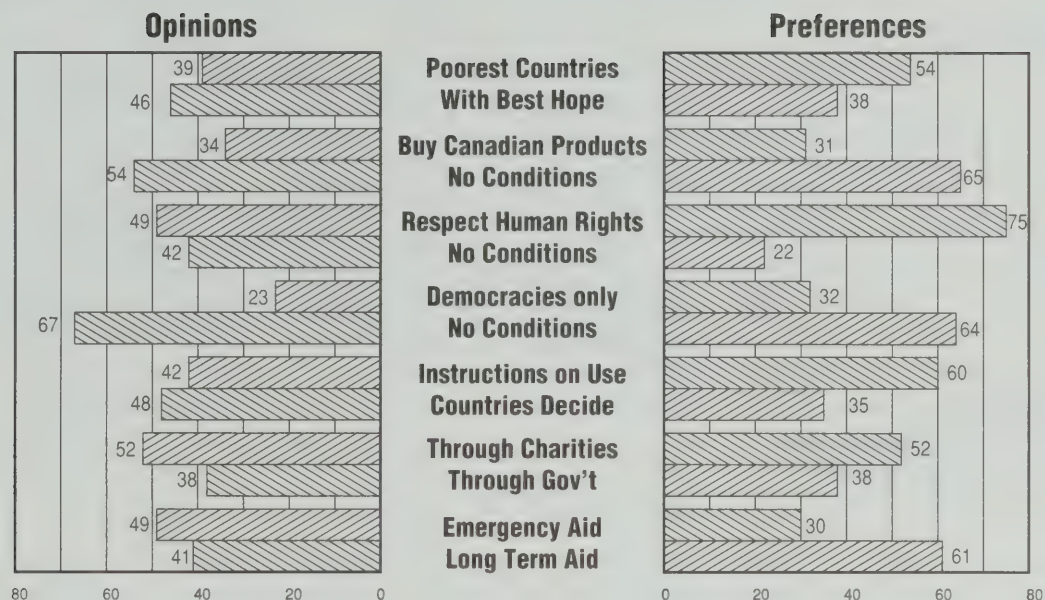 Opinions
Preferences
39
Poorest Countries
54
46
With Best Hope
38
34
Buy Canadian Products
31
54
No Conditions
65
49
Respect Human Rights
75
42
No Conditions
22
23
Democracies only
32
67
No Conditions
64
42
Instructions on Use
60
48
Countries Decide
35
52
Through Charities
52
38
Through Gov't
38
49
Emergency Aid
30
41
Long Term Aid
61
80 60 40 20 0
0 20 40 60 80